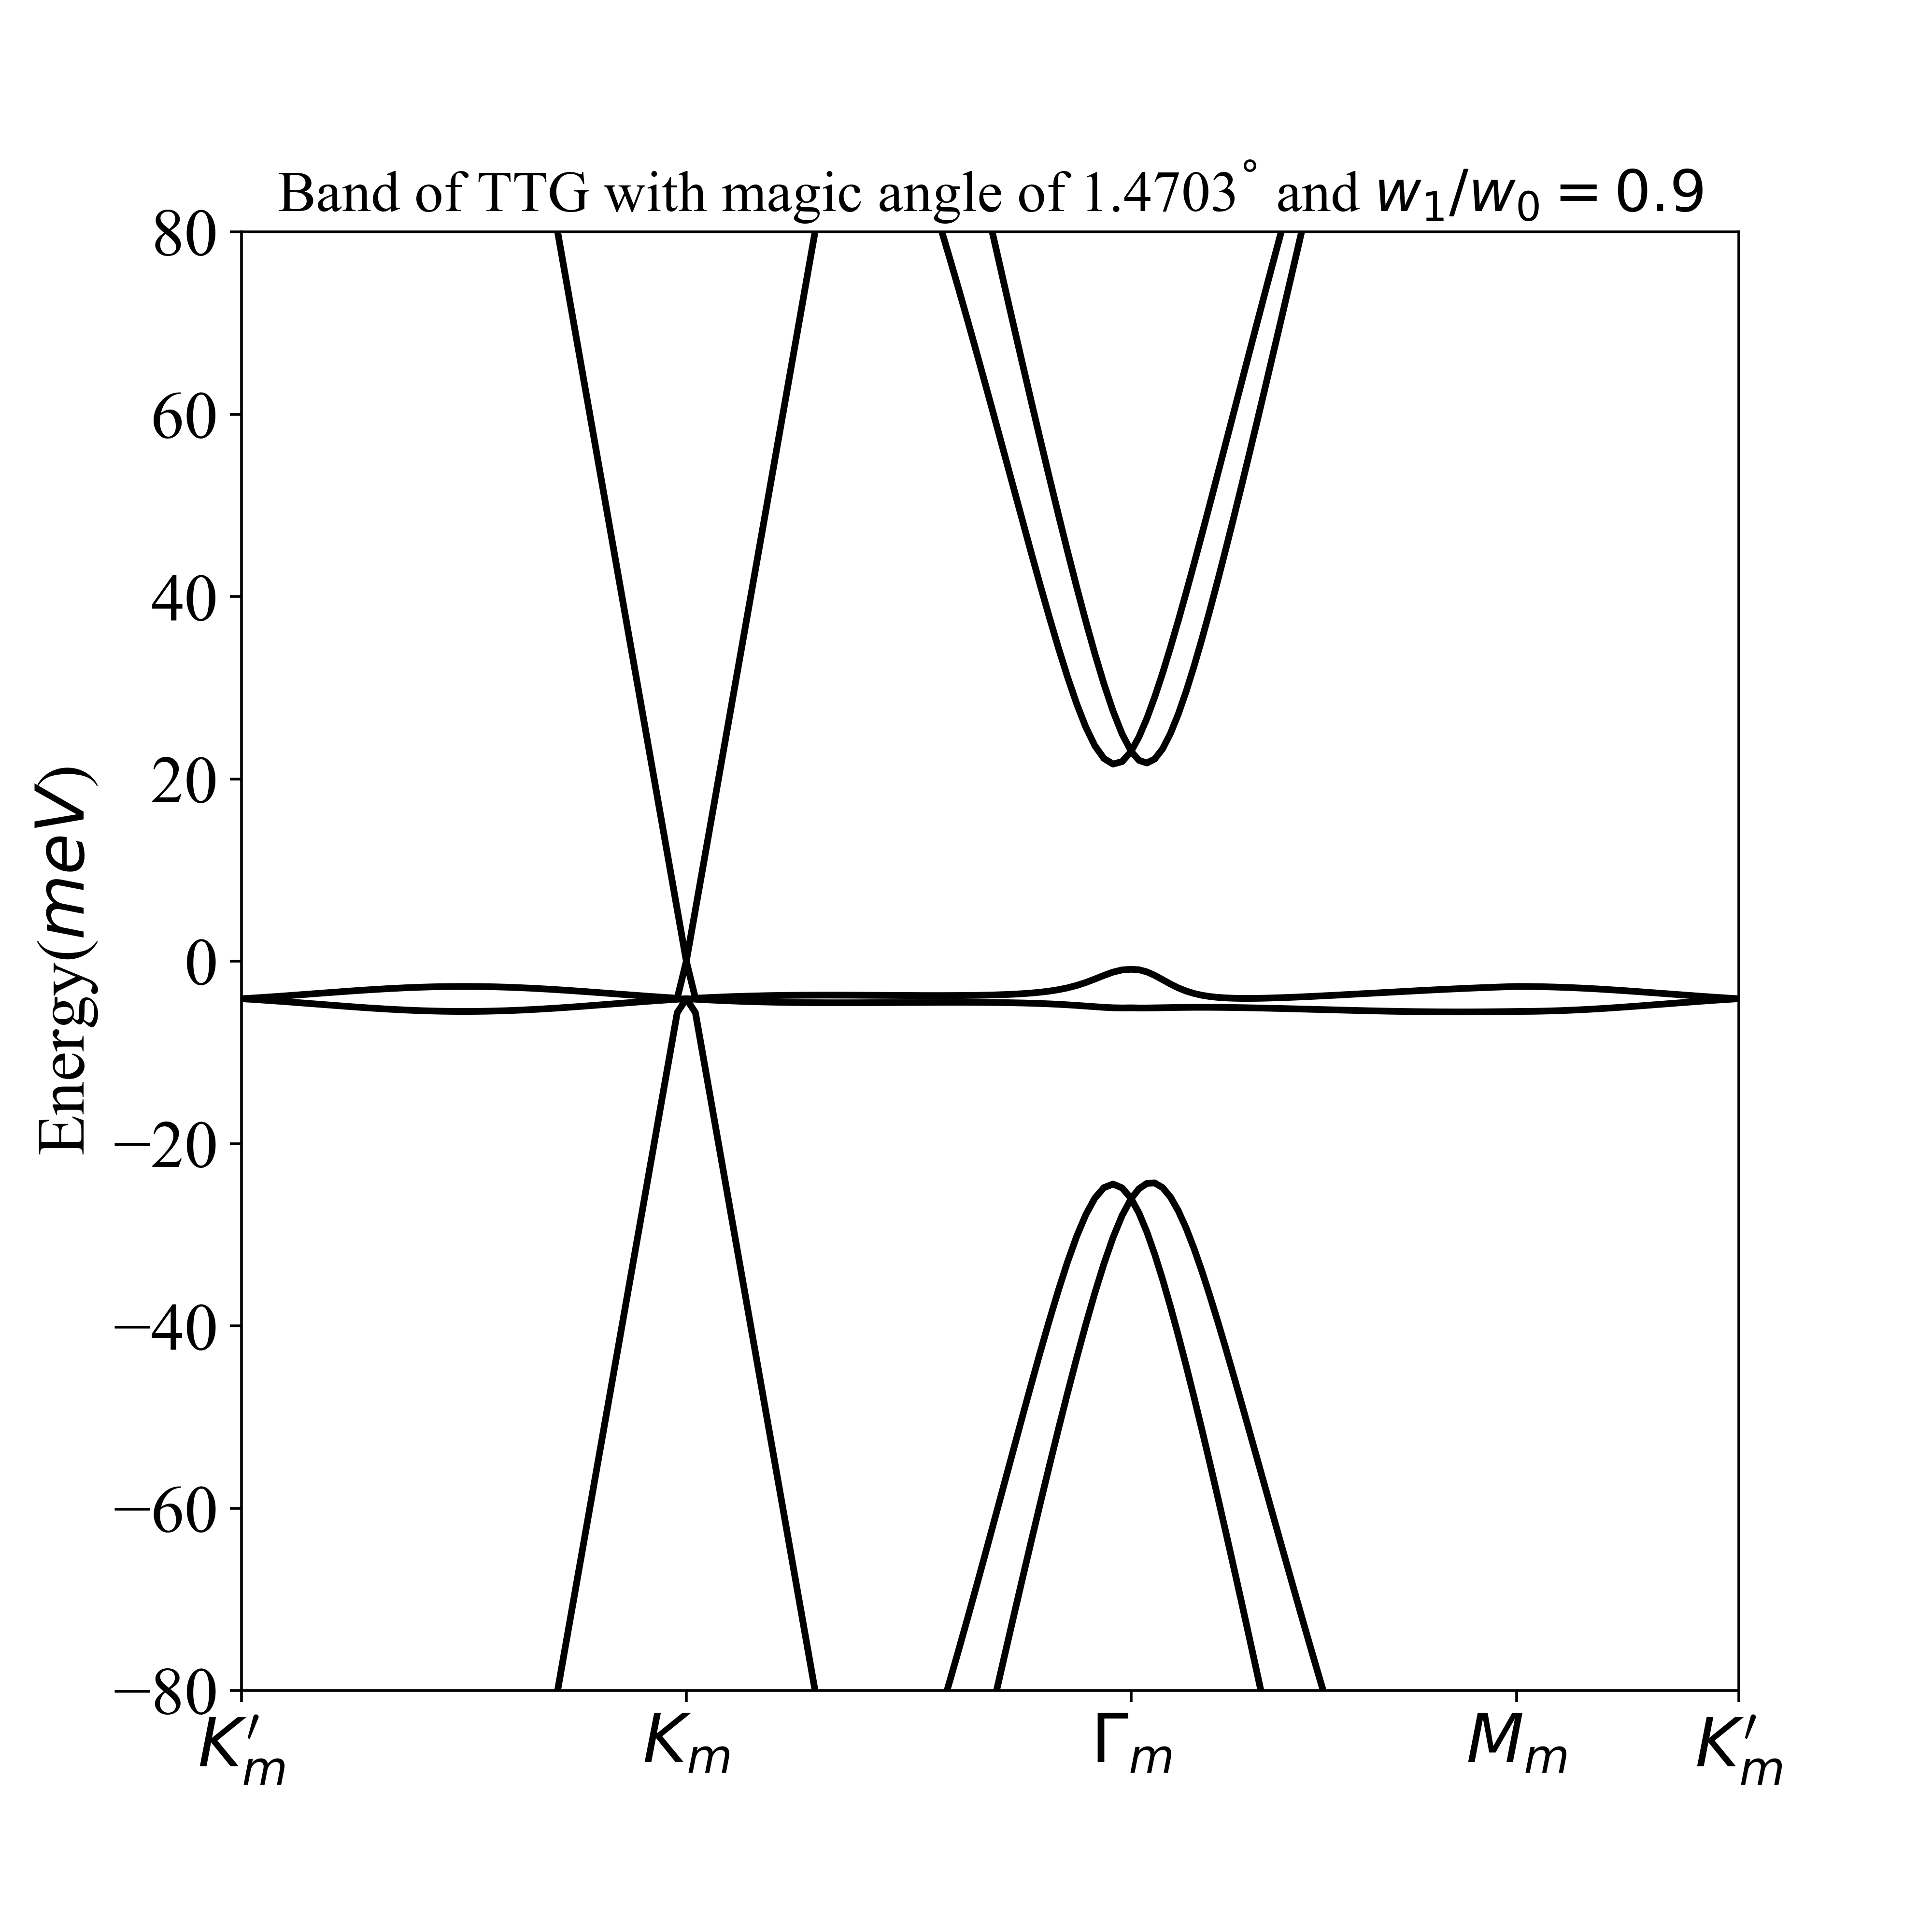 Band of TTG with magic angle of 1.4703° and w₁/w₀ = 0.9
80
60
40
20
0
−20
−40
−60
−80
Energy(meV)
K′ₘ
Kₘ
Γₘ
Mₘ
K′ₘ